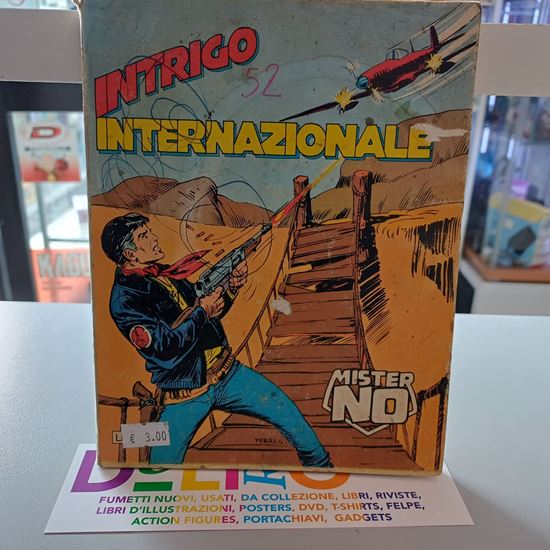 INTRIGO
52
INTERNAZIONALE
D
KAGU
MISTER
NO
L.
€ 3.00
FERRI G.
FUMETTI NUOVI, USATI, DA COLLEZIONE, LIBRI, RIVISTE,
LIBRI D'ILLUSTRAZIONI, POSTERS, DVD, T-SHIRTS, FELPE,
ACTION FIGURES, PORTACHIAVI, GADGETS